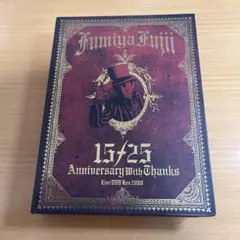 Fumiya Fujii
15/25
Anniversary With Thanks
Live DVD Box 2008